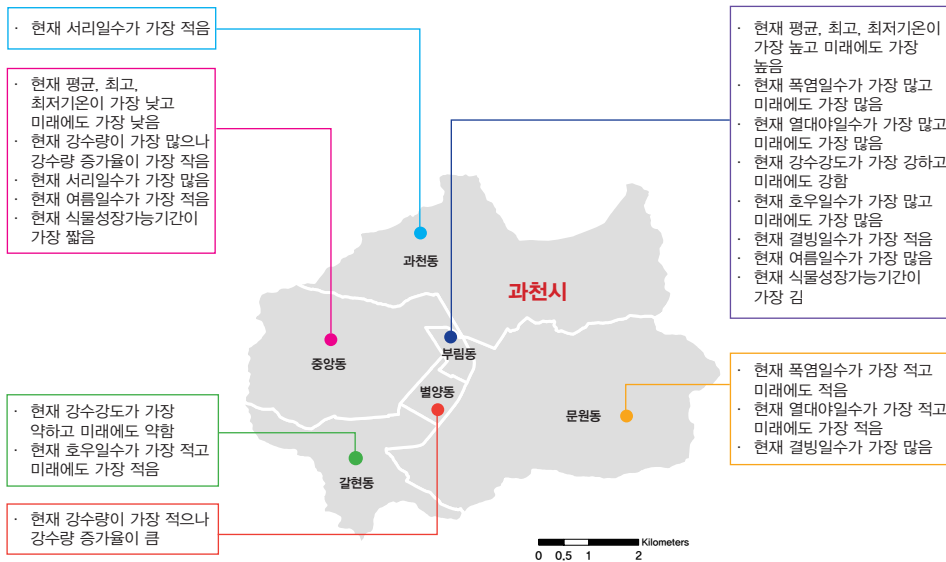 · 현재 서리일수가 가장 적음
· 현재 평균, 최고,
최저기온이 가장 낮고
미래에도 가장 낮음
· 현재 강수량이 가장 많으나
강수량 증가율이 가장 작음
· 현재 서리일수가 가장 많음
· 현재 여름일수가 가장 적음
· 현재 식물성장가능기간이
가장 짧음
· 현재 강수강도가 가장
약하고 미래에도 약함
· 현재 호우일수가 가장 적고
미래에도 가장 적음
· 현재 강수량이 가장 적으나
강수량 증가율이 큼
과천동
과천시
중앙동
부림동
별양동
문원동
갈현동
· 현재 평균, 최고, 최저기온이
가장 높고 미래에도 가장
높음
· 현재 폭염일수가 가장 많고
미래에도 가장 많음
· 현재 열대야일수가 가장 많고
미래에도 가장 많음
· 현재 강수강도가 가장 강하고
미래에도 강함
· 현재 호우일수가 가장 많고
미래에도 가장 많음
· 현재 결빙일수가 가장 적음
· 현재 여름일수가 가장 많음
· 현재 식물성장가능기간이
가장 김
· 현재 폭염일수가 가장 적고
미래에도 적음
· 현재 열대야일수가 가장 적고
미래에도 가장 적음
· 현재 결빙일수가 가장 많음
Kilometers
0 0.5 1 2